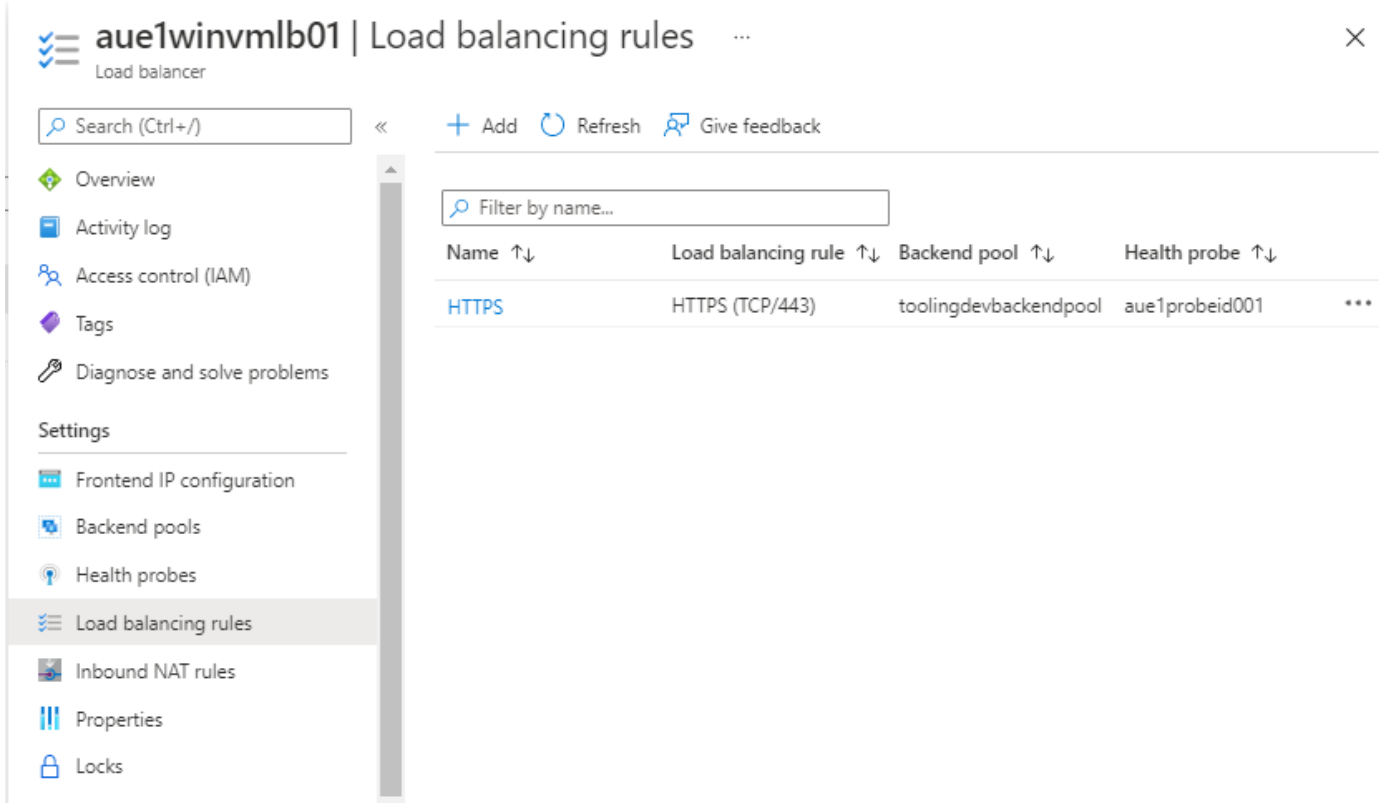 aue1winvmlb01 | Load balancing rules ...
Load balancer
Search (Ctrl+/)
«
Add
Refresh
Give feedback
Overview
Activity log
Access control (IAM)
Tags
Diagnose and solve problems
Settings
Frontend IP configuration
Backend pools
Health probes
Load balancing rules
Inbound NAT rules
Properties
Locks
Filter by name...
Name ↑↓ Load balancing rule ↑↓ Backend pool ↑↓ Health probe ↑↓
HTTPS HTTPS (TCP/443) toolingdevbackendpool aue1probeid001 •••